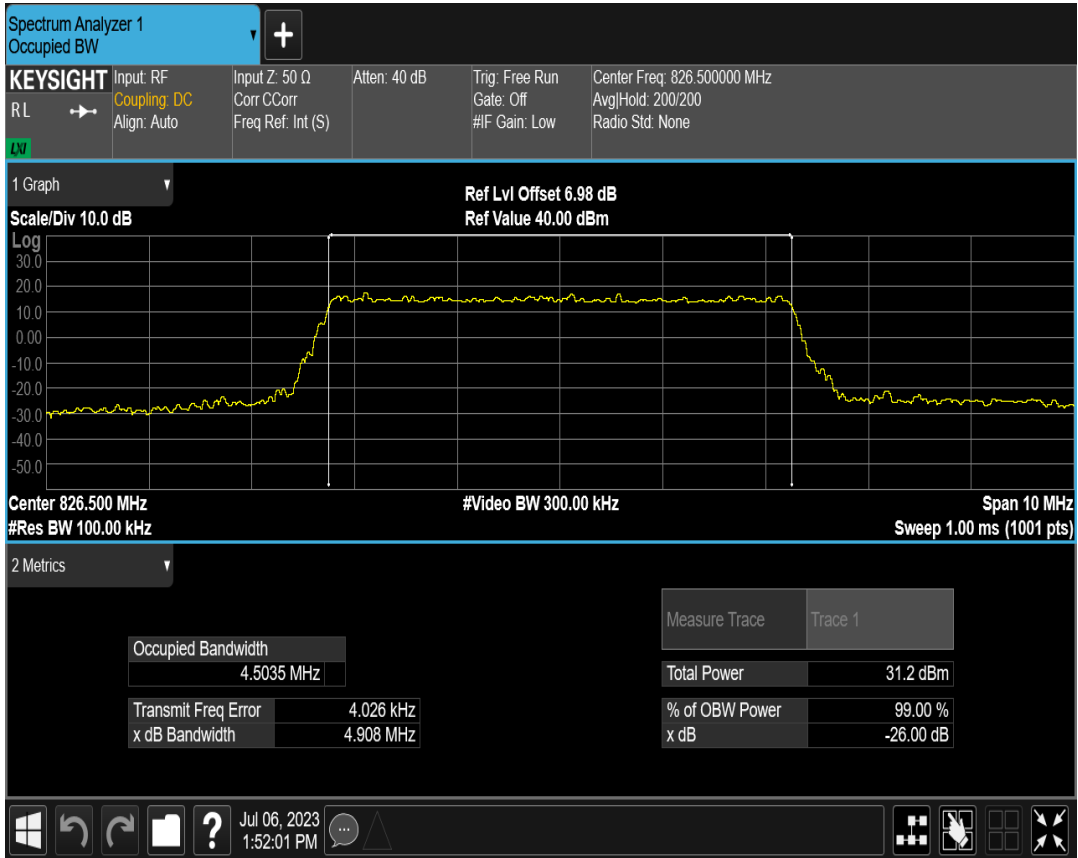 Spectrum Analyzer 1
Occupied BW
+
KEYSIGHT
R L
LXI
Input: RF
Coupling: DC
Align: Auto
Input Z: 50 Ω
Corr CCorr
Freq Ref: Int (S)
Atten: 40 dB
Trig: Free Run
Gate: Off
#IF Gain: Low
Center Freq: 826.500000 MHz
Avg|Hold: 200/200
Radio Std: None
1 Graph
Scale/Div 10.0 dB
Ref Lvl Offset 6.98 dB
Ref Value 40.00 dBm
Log
30.0
20.0
10.0
0.00
-10.0
-20.0
-30.0
-40.0
-50.0
Center 826.500 MHz
#Video BW 300.00 kHz
Span 10 MHz
#Res BW 100.00 kHz
Sweep 1.00 ms (1001 pts)
2 Metrics
Measure Trace Trace 1
Occupied Bandwidth
4.5035 MHz
Total Power 31.2 dBm
Transmit Freq Error 4.026 kHz
% of OBW Power 99.00 %
x dB Bandwidth 4.908 MHz
x dB -26.00 dB
?
Jul 06, 2023
1:52:01 PM
...